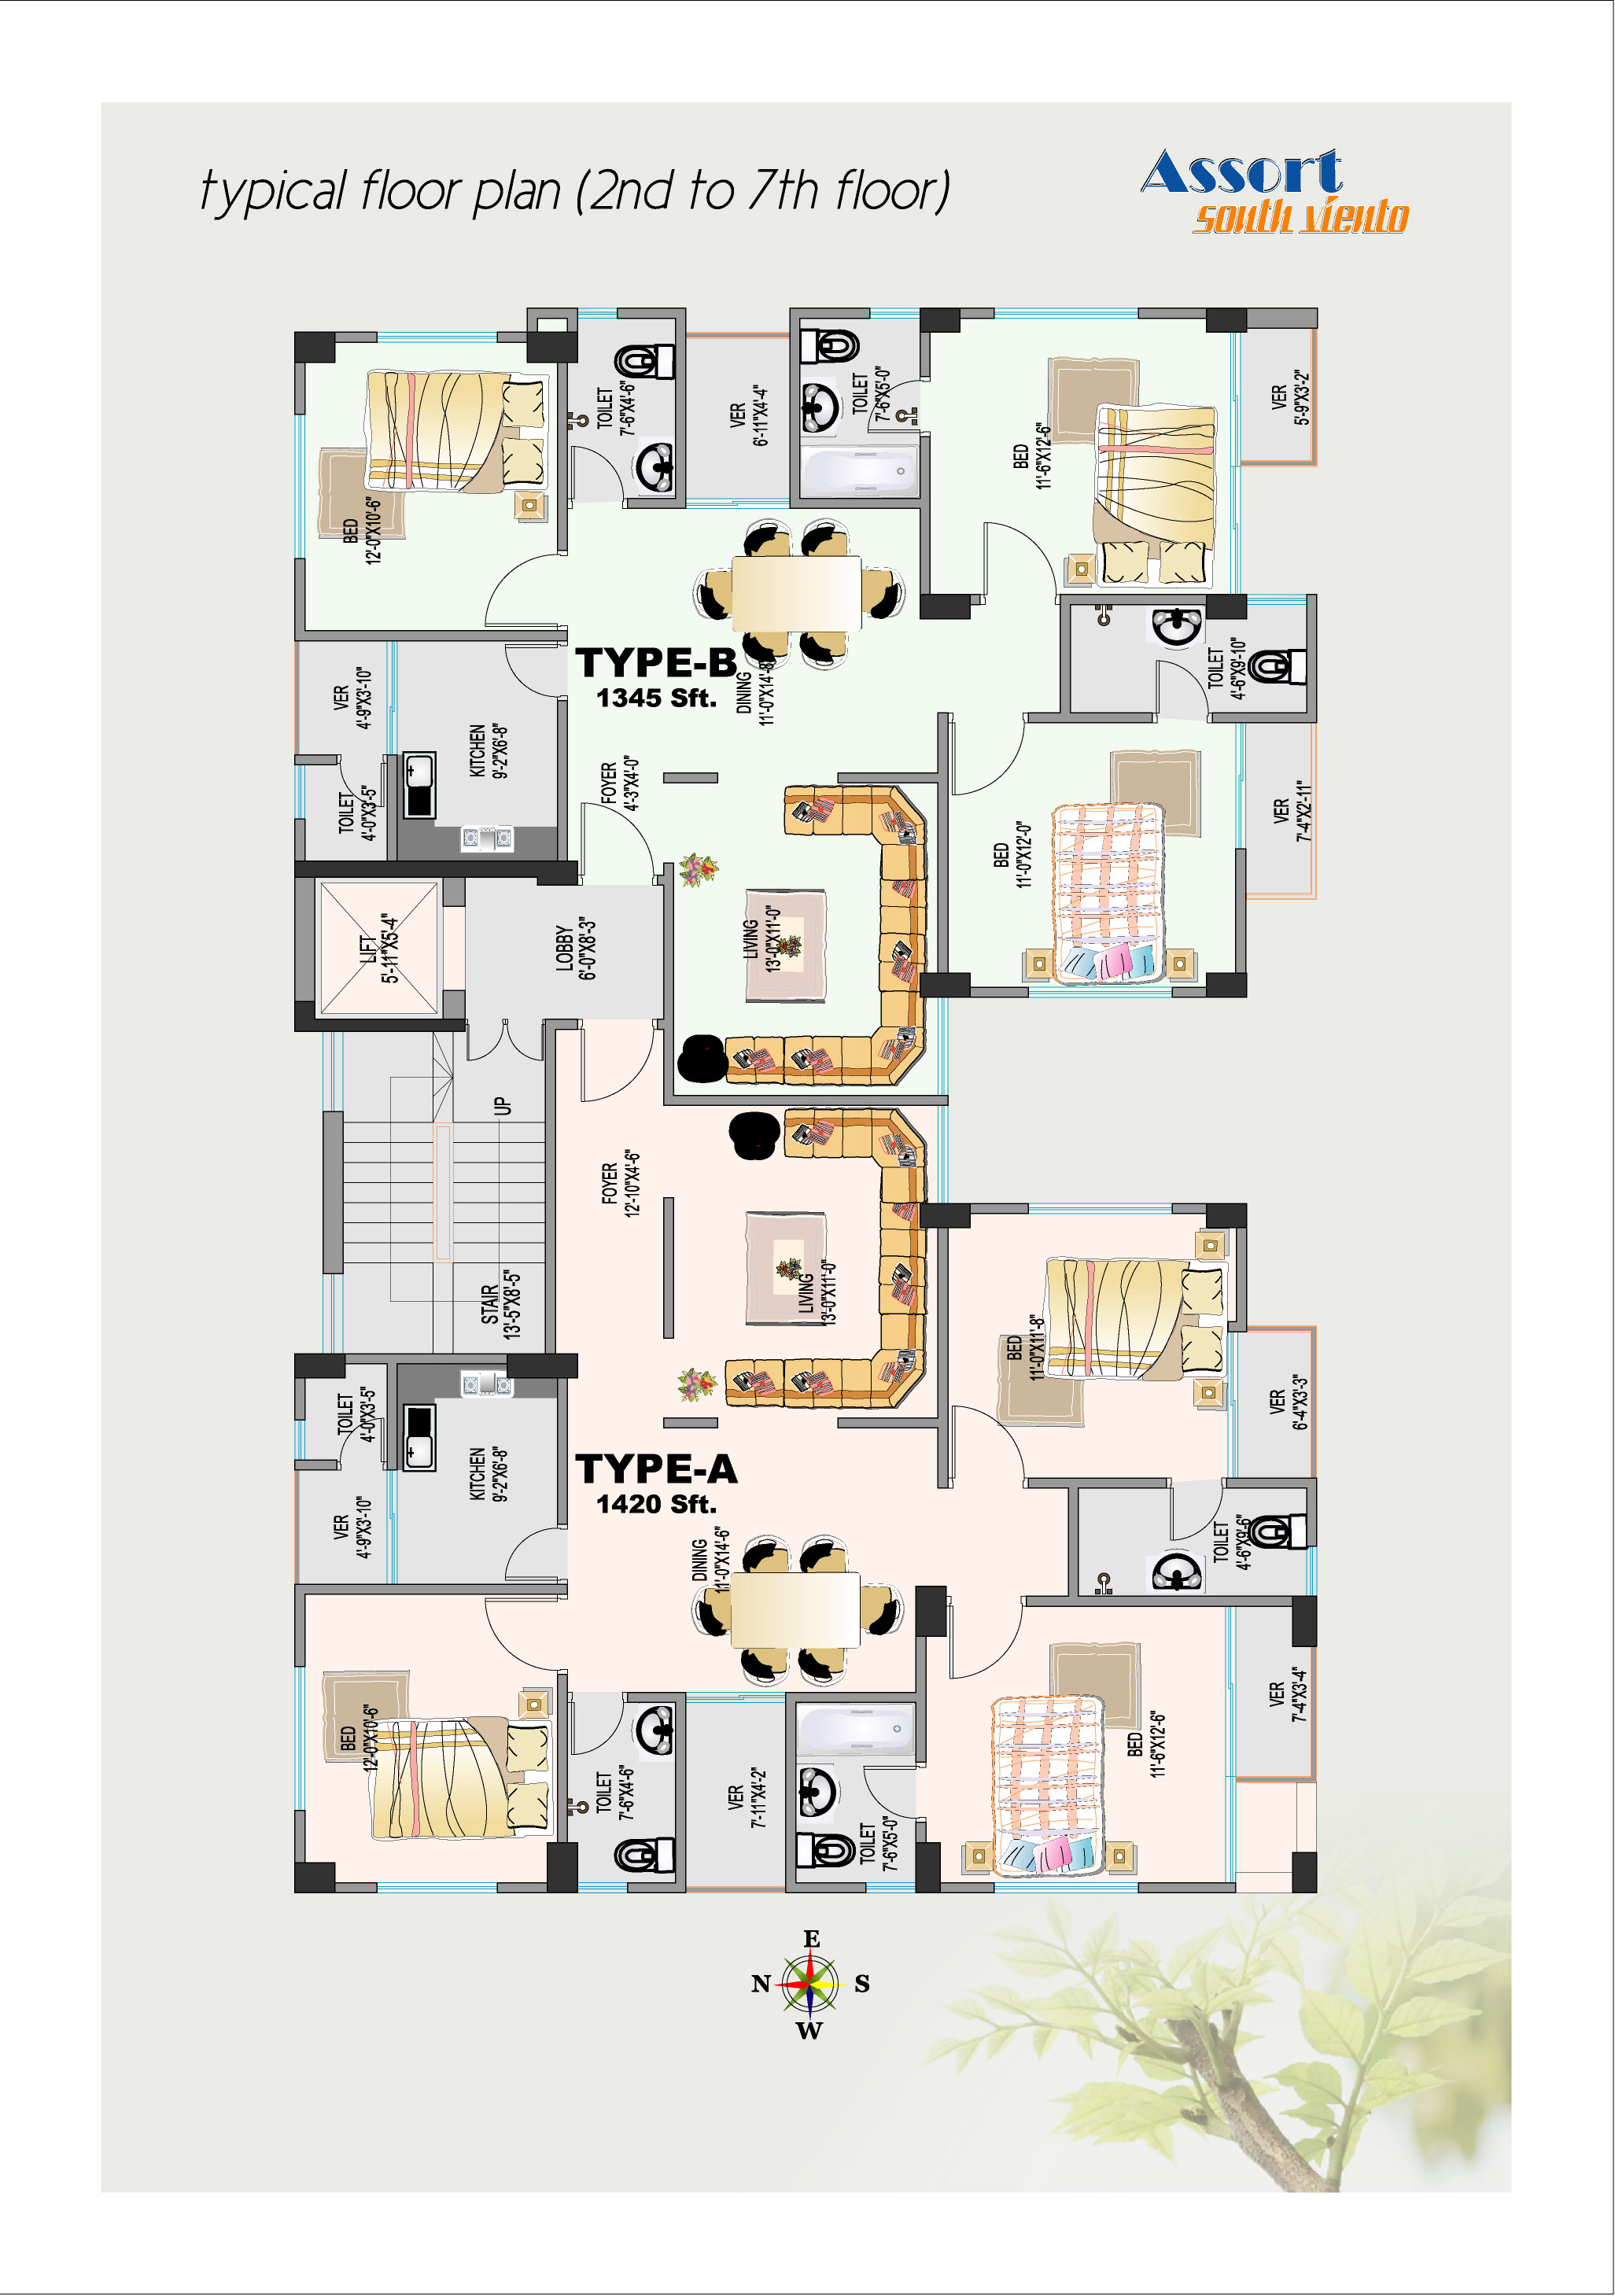 typical floor plan (2nd to 7th floor)
Assort
south viento
TOILET
7'-6"X4'-6"
VER
6'-11"X4'-4"
TOILET
7'-6"X5'-0"
BED
11'-6"X12'-6"
VER
5'-9"X3'-2"
BED
12'-0"X10'-6"
TYPE-B
1345 Sft.
DINING
11'-0"X14'-8"
TOILET
4'-6"X9'-10"
VER
4'-9"X3'-10"
KITCHEN
9'-2"X6'-8"
TOILET
4'-0"X3'-5"
FOYER
4'-3"X4'-0"
BED
11'-0"X12'-0"
VER
7'-4"X2'-11"
LIFT
5'-11"X5'-4"
LOBBY
6'-0"X8'-3"
LIVING
13'-0"X11'-0"
UP
FOYER
12'-10"X4'-6"
STAIR
13'-5"X8'-5"
LIVING
13'-0"X11'-0"
BED
11'-0"X11'-8"
VER
6'-4"X3'-3"
TOILET
4'-0"X3'-5"
KITCHEN
9'-2"X6'-8"
VER
4'-9"X3'-10"
TYPE-A
1420 Sft.
DINING
11'-0"X14'-6"
TOILET
4'-6"X9'-6"
BED
12'-0"X10'-6"
TOILET
7'-6"X4'-6"
VER
7'-11"X4'-2"
TOILET
7'-6"X5'-0"
BED
11'-6"X12'-6"
VER
7'-4"X3'-4"
E
N
S
W